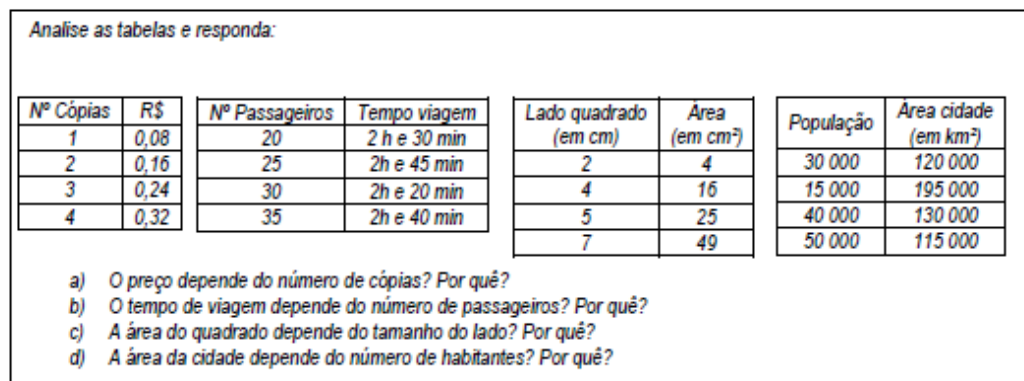 Analise as tabelas e responda:
Nº Cópias R$
1 0,08
2 0,16
3 0,24
4 0,32
Nº Passageiros Tempo viagem
20 2 h e 30 min
25 2h e 45 min
30 2h e 20 min
35 2h e 40 min
Lado quadrado Área
(em cm) (em cm²)
2 4
4 16
5 25
7 49
População Área cidade
(em km²)
30 000 120 000
15 000 195 000
40 000 130 000
50 000 115 000
a) O preço depende do número de cópias? Por quê?
b) O tempo de viagem depende do número de passageiros? Por quê?
c) A área do quadrado depende do tamanho do lado? Por quê?
d) A área da cidade depende do número de habitantes? Por quê?